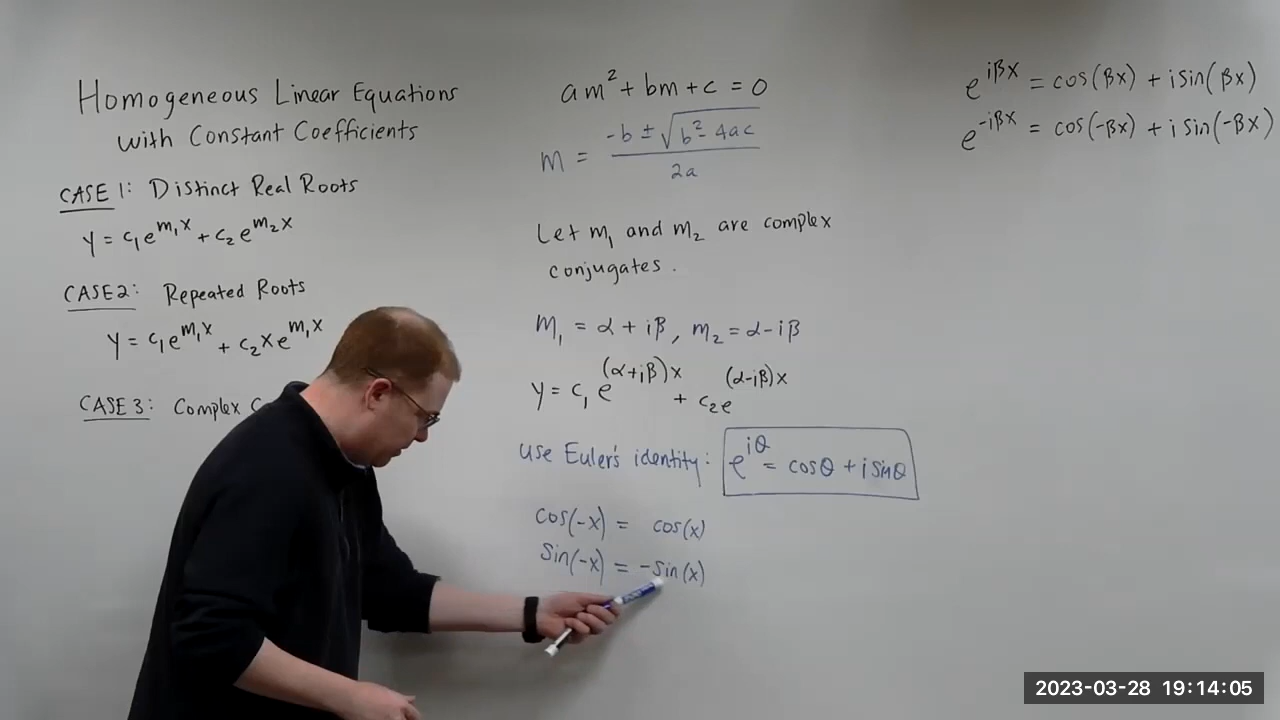 Homogeneous Linear Equations
with Constant Coefficients
CASE 1: Distinct Real Roots
y = c₁e^{m₁x} + c₂e^{m₂x}
CASE 2: Repeated Roots
y = c₁e^{m₁x} + c₂xe^{m₁x}
CASE 3: Complex C
am² + bm + c = 0
m = \frac{-b ± \sqrt{b² - 4ac}}{2a}
Let m₁ and m₂ are complex
conjugates.
m₁ = α + iβ, m₂ = α - iβ
y = c₁e^{(α+iβ)x} + c₂e^{(α-iβ)x}
use Euler's identity: e^{iθ} = cosθ + i sinθ
cos(-x) = cos(x)
sin(-x) = -sin(x)
e^{iβx} = cos(βx) + i sin(βx)
e^{-iβx} = cos(-βx) + i sin(-βx)
2023-03-28 19:14:05